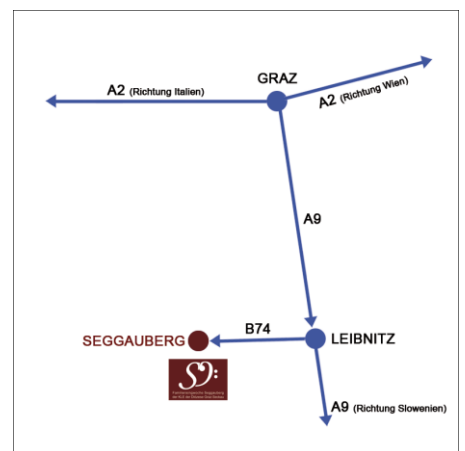 GRAZ
A2 (Richtung Italien)
A2 (Richtung Wien)
A9
B74
SEGGAUBERG
LEIBNITZ
A9 (Richtung Slowenien)